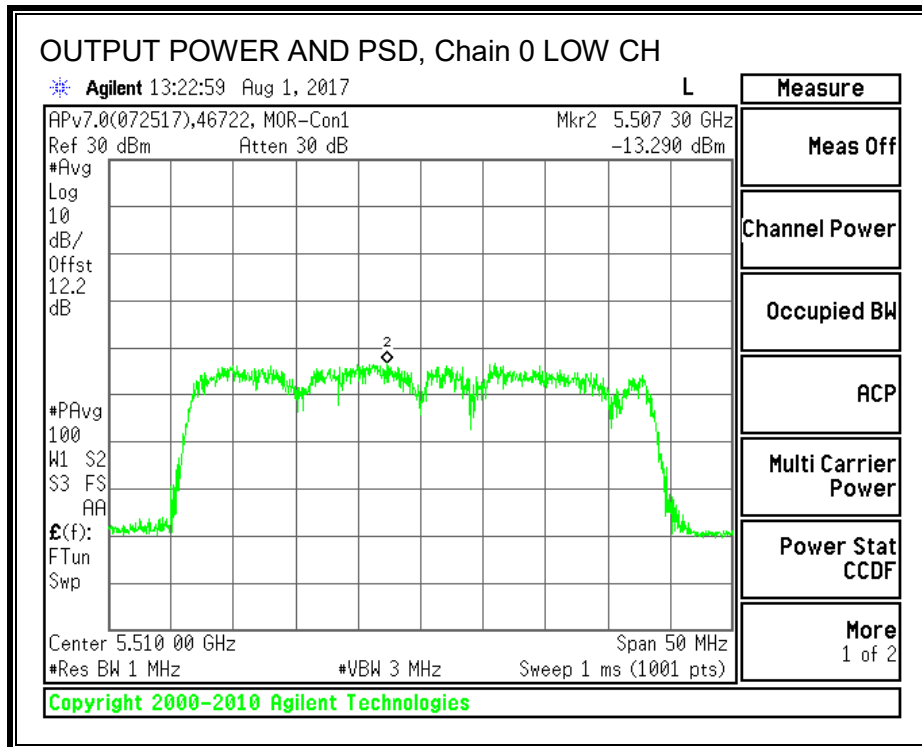 OUTPUT POWER AND PSD, Chain 0 LOW CH
Agilent 13:22:59 Aug 1, 2017 L
APv7.0(072517),46722, MOR-Con1 Mkr2 5.507 30 GHz
Ref 30 dBm Atten 30 dB -13.290 dBm
#Avg
Log
10
dB/
Offst
12.2
dB
2
#PAvg
100
W1 S2
S3 FS
AA
£(f):
FTun
Swp
Center 5.510 00 GHz Span 50 MHz
#Res BW 1 MHz #VBW 3 MHz Sweep 1 ms (1001 pts)
Copyright 2000-2010 Agilent Technologies
Measure
Meas Off
Channel Power
Occupied BW
ACP
Multi Carrier
Power
Power Stat
CCDF
More
1 of 2